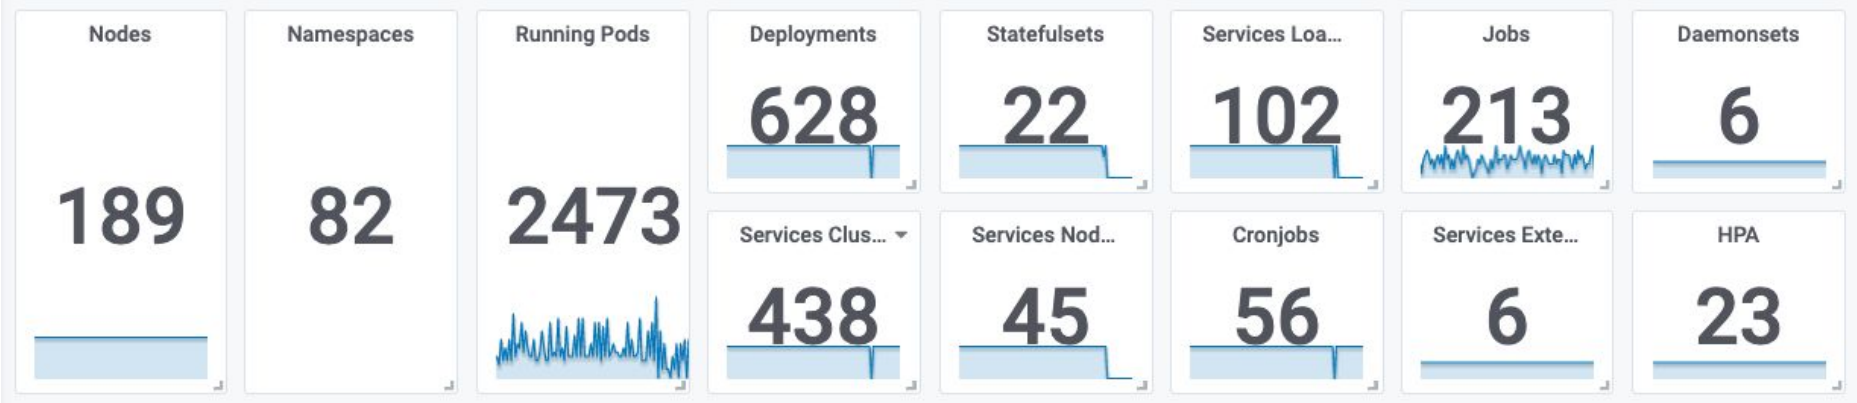 Nodes
189
Namespaces
82
Running Pods
2473
Deployments
628
Statefulsets
22
Services Loa...
102
Jobs
213
Daemonsets
6
Services Clus...
438
Services Nod...
45
Cronjobs
56
Services Exte...
6
HPA
23